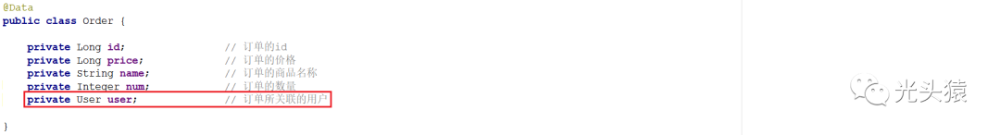 @Data
public class Order {
private Long id; // 订单的id
private Long price; // 订单的价格
private String name; // 订单的商品名称
private Integer num; // 订单的数量
private User user; // 订单所关联的用户
}
光头猿